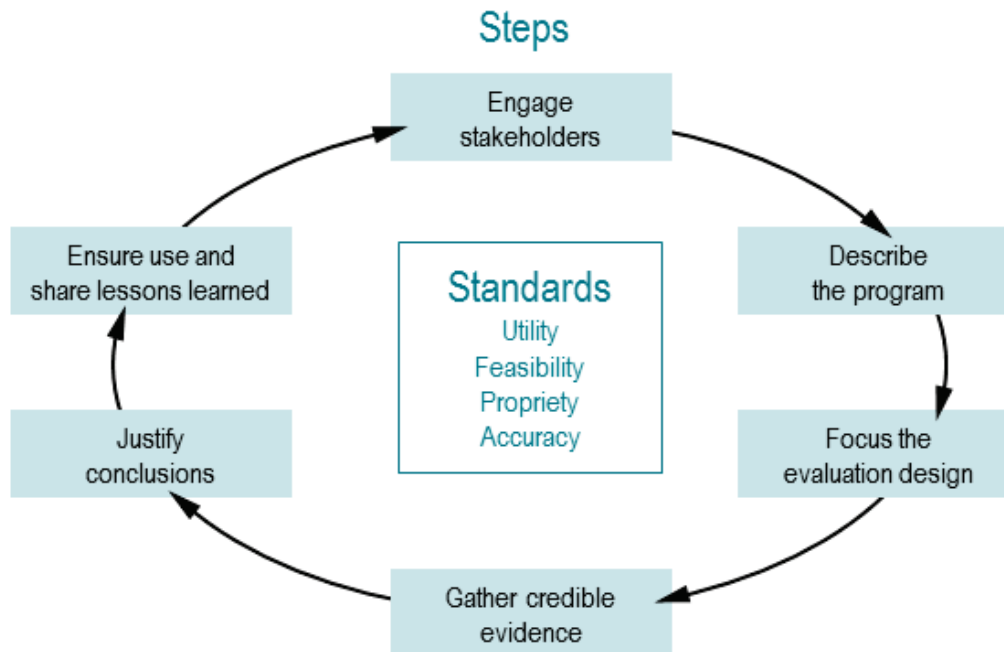 Steps
Engage
stakeholders
Describe
the program
Focus the
evaluation design
Gather credible
evidence
Justify
conclusions
Ensure use and
share lessons learned
Standards
Utility
Feasibility
Propriety
Accuracy